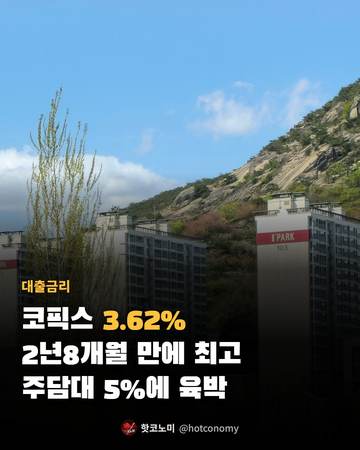 I'PARK
대출금리
코픽스 3.62%
2년8개월 만에 최고
주담대 5%에 육박
핫코노미 @hotconomy